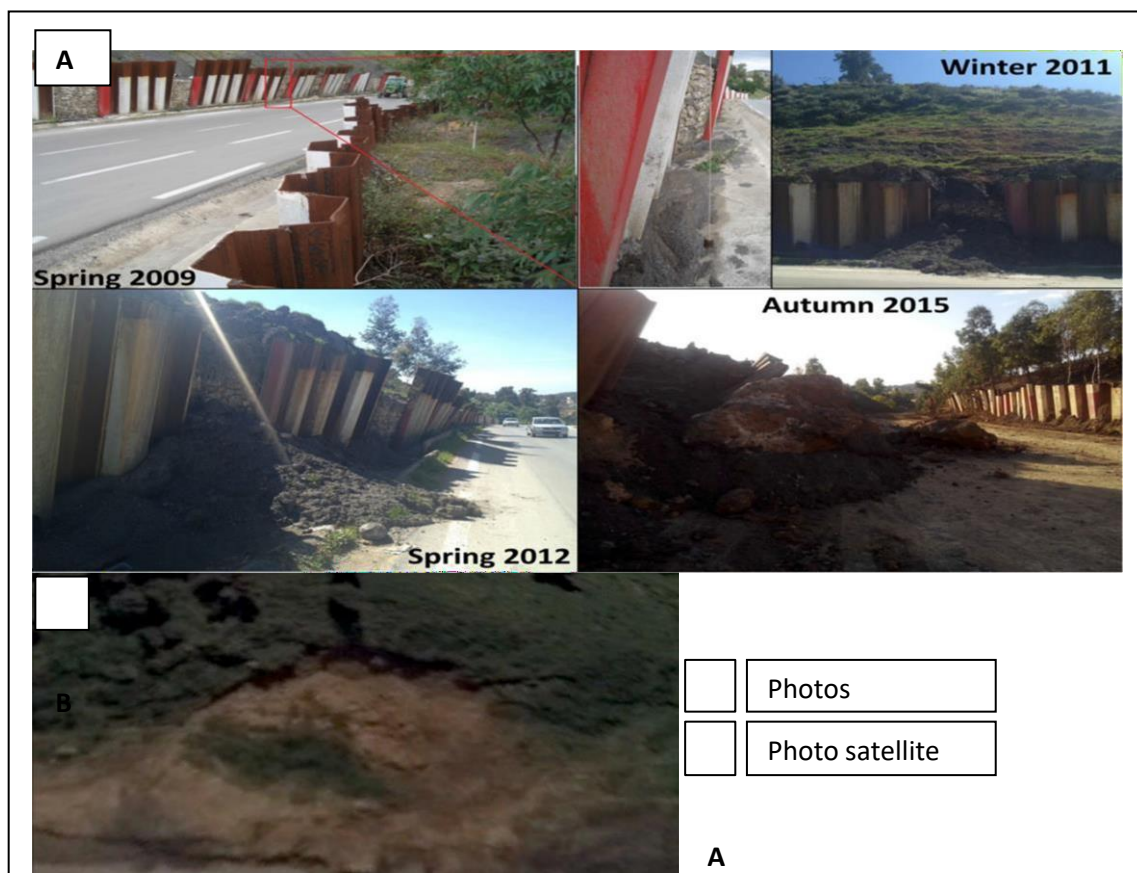 A
Winter 2011
Spring 2009
Autumn 2015
Spring 2012
B
Photos
Photo satellite
A